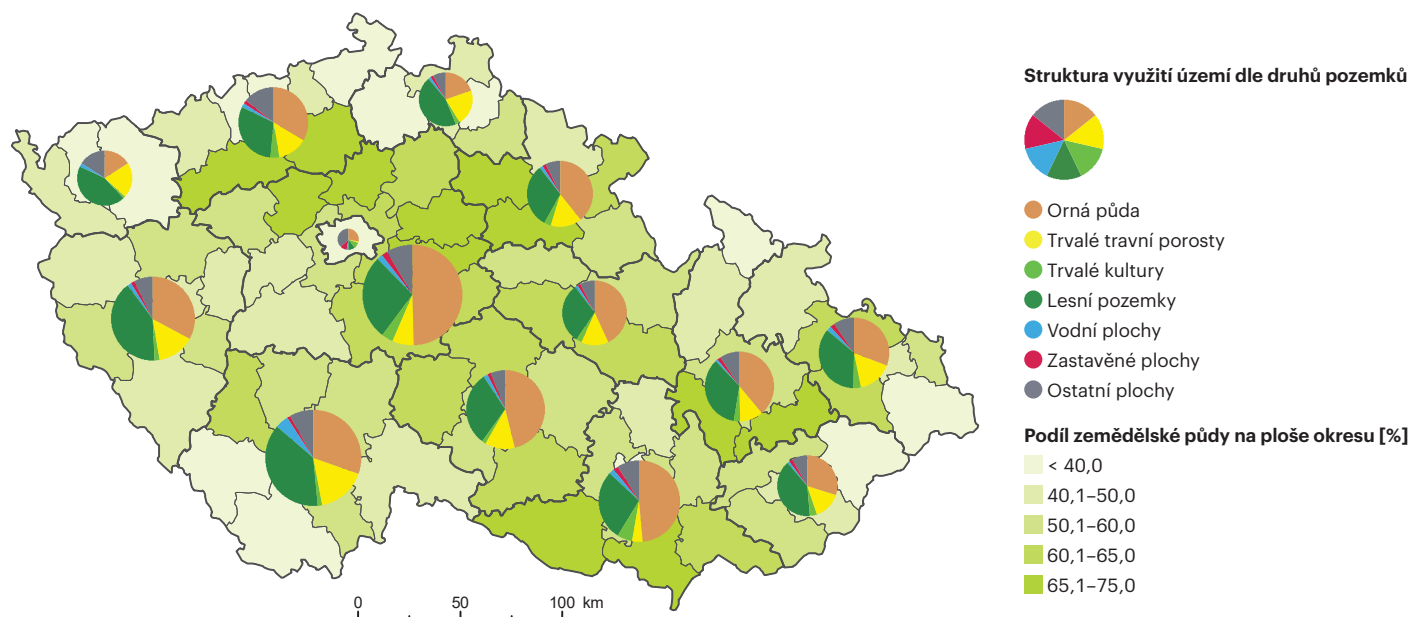 Struktura využití území dle druhů pozemků
Orná půda
Trvalé travní porosty
Trvalé kultury
Lesní pozemky
Vodní plochy
Zastavěné plochy
Ostatní plochy
Podíl zemědělské půdy na ploše okresu [%]
< 40,0
40,1–50,0
50,1–60,0
60,1–65,0
65,1–75,0
0 50 100 km